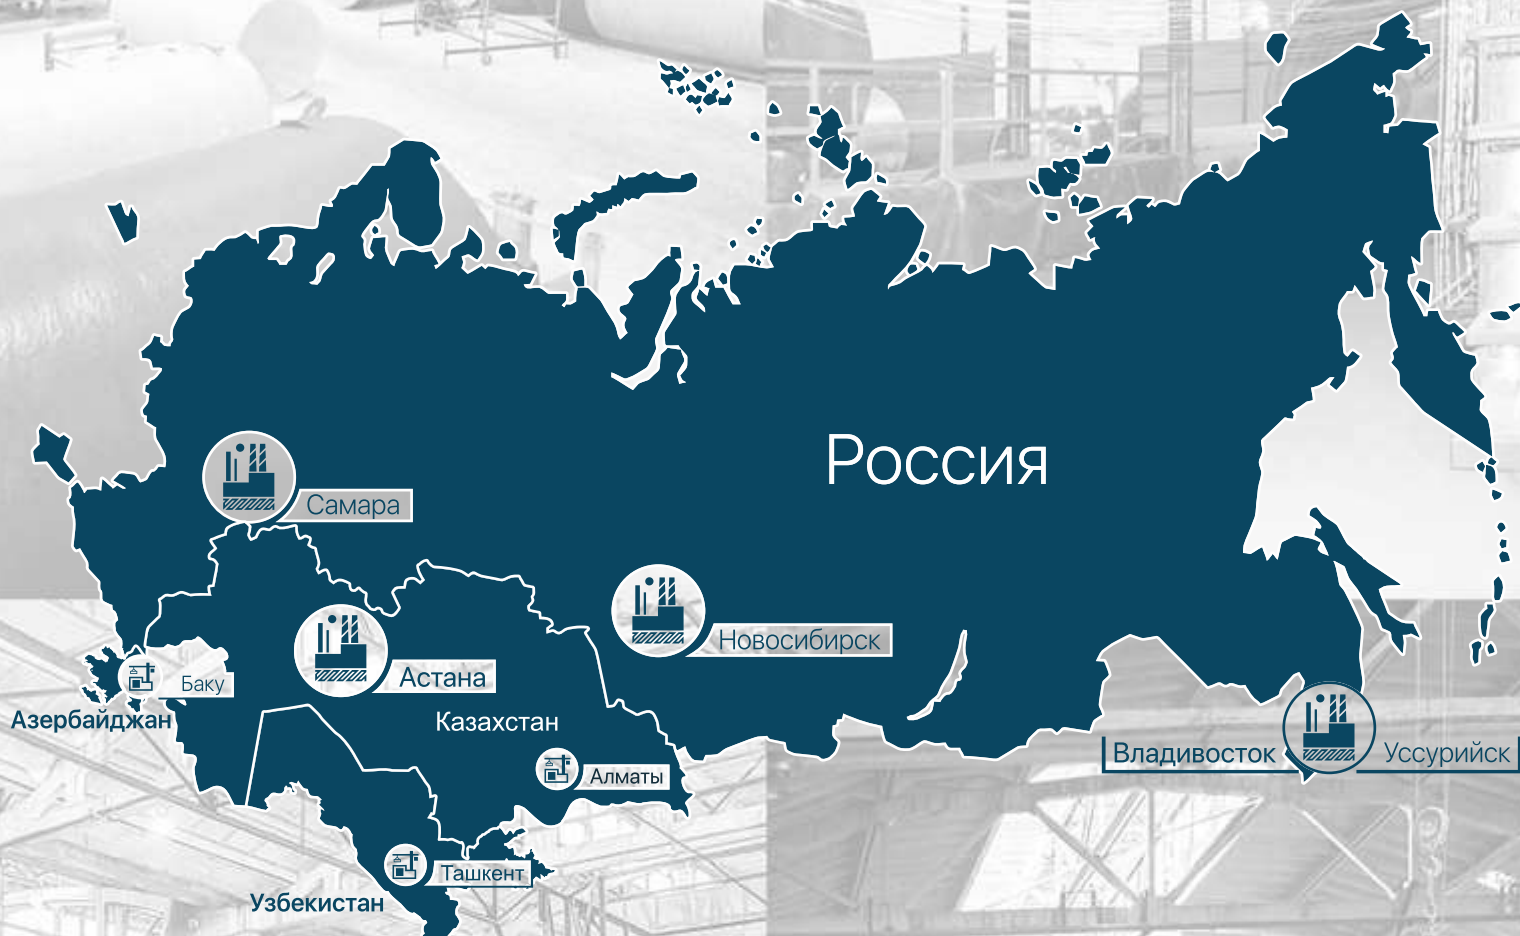 Россия
Самара
Новосибирск
Астана
Баку
Азербайджан
Казахстан
Владивосток
Уссурийск
Алматы
Ташкент
Узбекистан